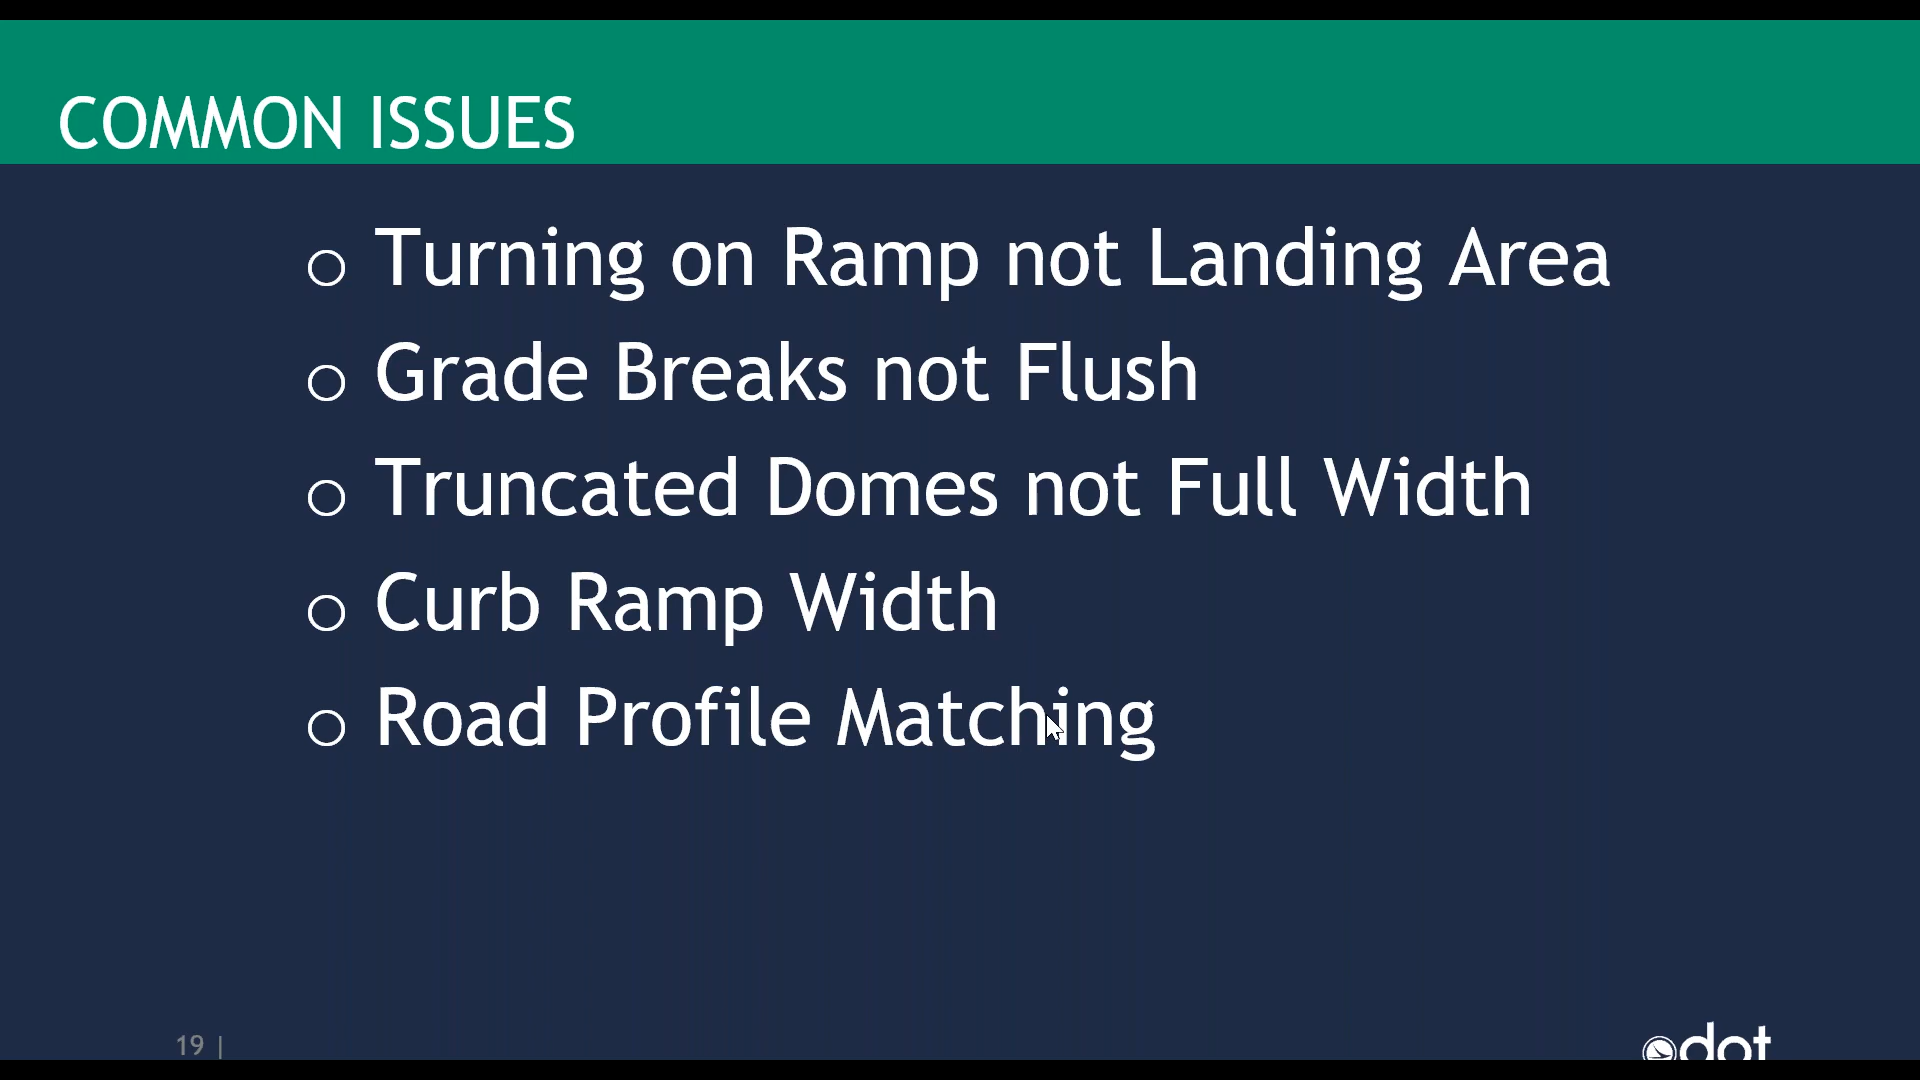 COMMON ISSUES
o Turning on Ramp not Landing Area
o Grade Breaks not Flush
o Truncated Domes not Full Width
o Curb Ramp Width
o Road Profile Matching
19 |
odot